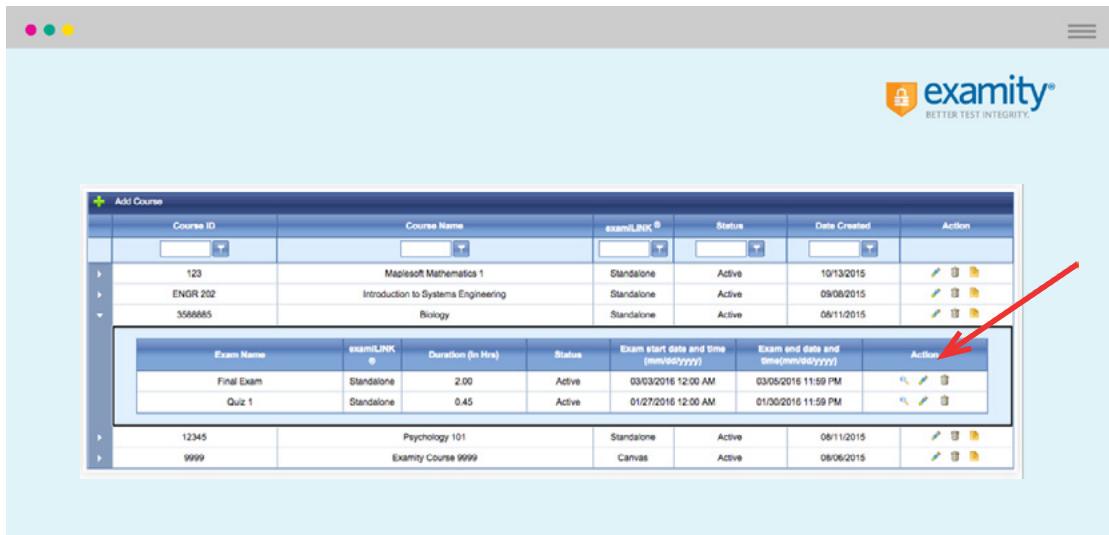 examity®
BETTER TEST INTEGRITY.
Add Course
Course ID Course Name examiLINK ® Status Date Created Action
123 Maplesoft Mathematics 1 Standalone Active 10/13/2015
ENGR 202 Introduction to Systems Engineering Standalone Active 09/08/2015
3588885 Biology Standalone Active 08/11/2015
Exam Name examiLINK ® Duration (In Hrs) Status Exam start date and time (mm/dd/yyyy) Exam end date and time(mm/dd/yyyy) Action
Final Exam Standalone 2.00 Active 03/03/2016 12:00 AM 03/05/2016 11:59 PM
Quiz 1 Standalone 0.45 Active 01/27/2016 12:00 AM 01/30/2016 11:59 PM
12345 Psychology 101 Standalone Active 08/11/2015
9999 Examity Course 9999 Canvas Active 08/06/2015